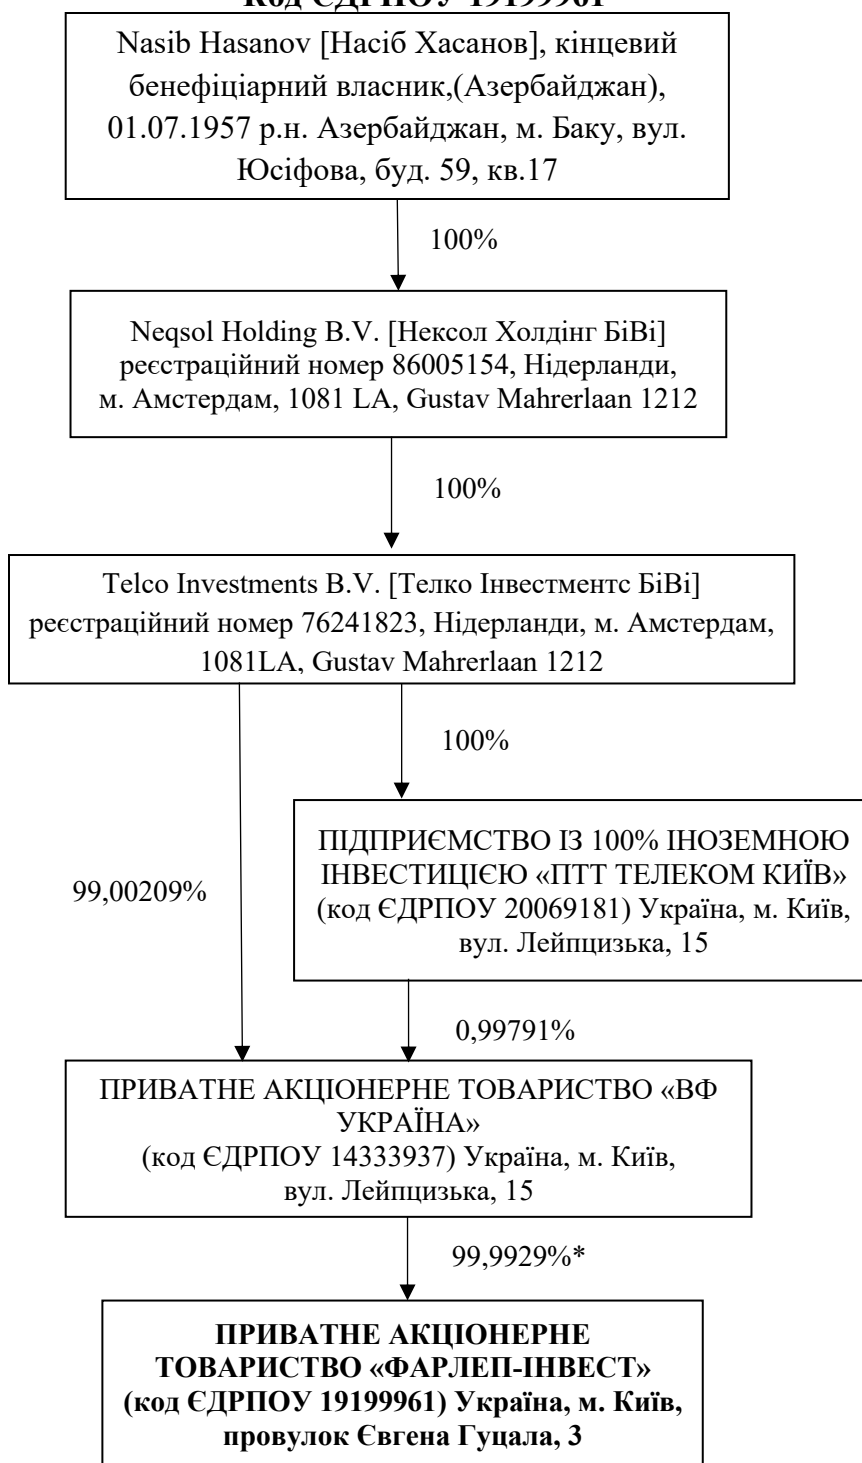 Код ЄДРПОУ 19199961
Nasib Hasanov [Насіб Хасанов], кінцевий
бенефіціарний власник,(Азербайджан),
01.07.1957 р.н. Азербайджан, м. Баку, вул.
Юсіфова, буд. 59, кв.17
100%
Neqsol Holding B.V. [Нексол Холдінг БіВі]
реєстраційний номер 86005154, Нідерланди,
м. Амстердам, 1081 LA, Gustav Mahrerlaan 1212
100%
Telco Investments B.V. [Телко Інвестментс БіВі]
реєстраційний номер 76241823, Нідерланди, м. Амстердам,
1081LA, Gustav Mahrerlaan 1212
100%
ПІДПРИЄМСТВО ІЗ 100% ІНОЗЕМНОЮ
ІНВЕСТИЦІЄЮ «ПТТ ТЕЛЕКОМ КИЇВ»
(код ЄДРПОУ 20069181) Україна, м. Київ,
вул. Лейпцизька, 15
99,00209%
0,99791%
ПРИВАТНЕ АКЦІОНЕРНЕ ТОВАРИСТВО «ВФ
УКРАЇНА»
(код ЄДРПОУ 14333937) Україна, м. Київ,
вул. Лейпцизька, 15
99,9929%*
ПРИВАТНЕ АКЦІОНЕРНЕ
ТОВАРИСТВО «ФАРЛЕП-ІНВЕСТ»
(код ЄДРПОУ 19199961) Україна, м. Київ,
провулок Євгена Гуцала, 3